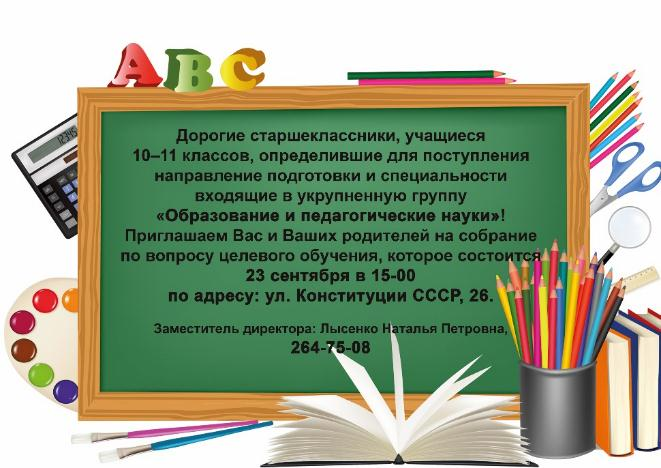 АВС
Дорогие старшеклассники, учащиеся
10–11 классов, определившие для поступления
направление подготовки и специальности
входящие в укрупненную группу
«Образование и педагогические науки»!
Приглашаем Вас и Ваших родителей на собрание
по вопросу целевого обучения, которое состоится
23 сентября в 15-00
по адресу: ул. Конституции СССР, 26.
Заместитель директора: Лысенко Наталья Петровна,
264-75-08